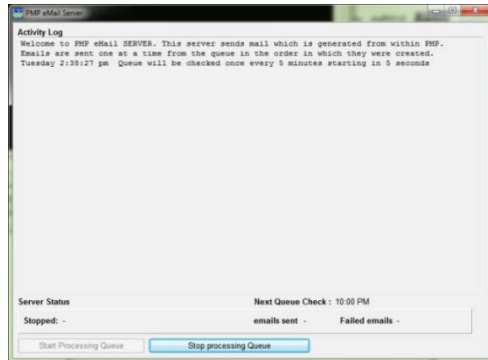 PMP eMail Server
Activity Log
Welcome to PMP eMail SERVER. This server sends mail which is generated from within PMP.
Emails are sent one at a time from the queue in the order in which they were created.
Tuesday 2:38:27 pm  Queue will be checked once every 5 minutes starting in 5 seconds
Server Status
Next Queue Check : 10:00 PM
Stopped: -
emails sent -
Failed emails -
Start Processing Queue
Stop processing Queue